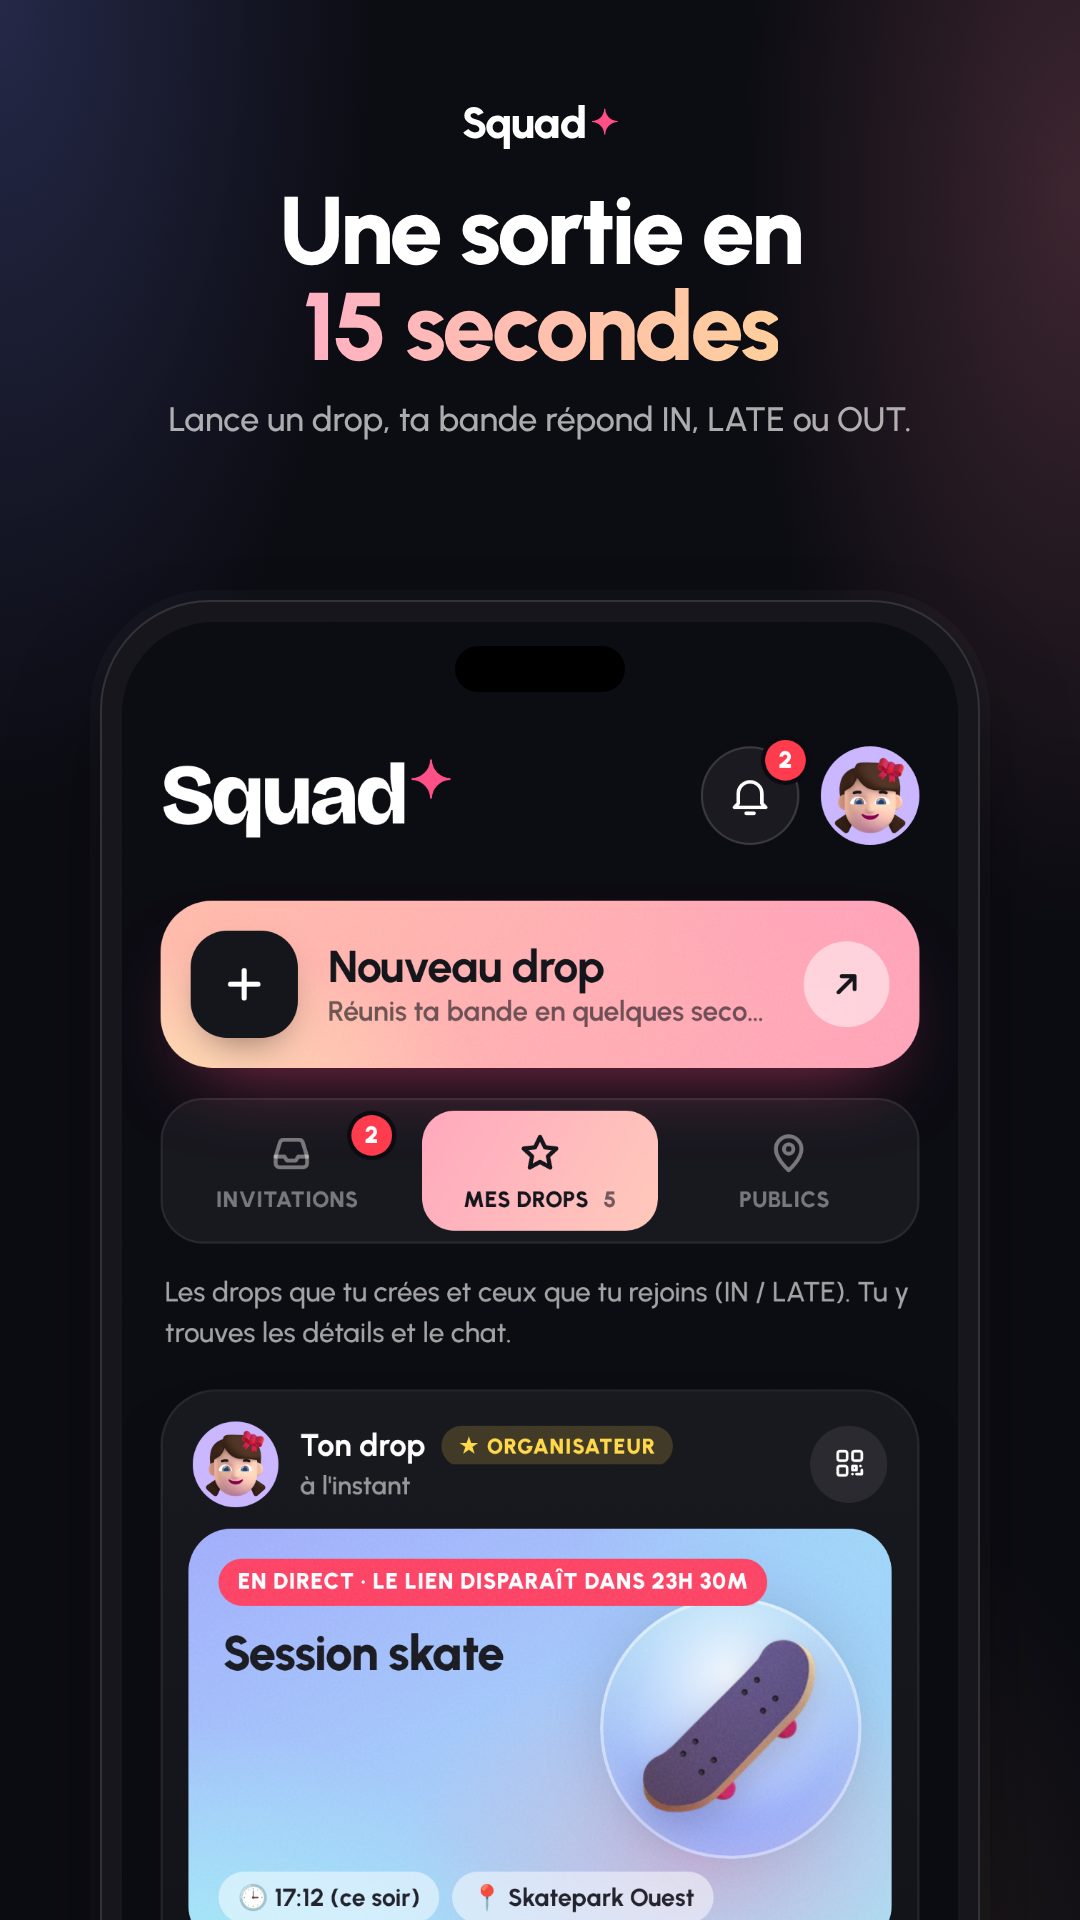 Squad
Une sortie en
15 secondes
Lance un drop, ta bande répond IN, LATE ou OUT.
Squad
2
Nouveau drop
Réunis ta bande en quelques seco...
2
INVITATIONS
MES DROPS 5
PUBLICS
Les drops que tu crées et ceux que tu rejoins (IN / LATE). Tu y
trouves les détails et le chat.
Ton drop
★ ORGANISATEUR
à l'instant
EN DIRECT · LE LIEN DISPARAÎT DANS 23H 30M
Session skate
17:12 (ce soir)
Skatepark Ouest